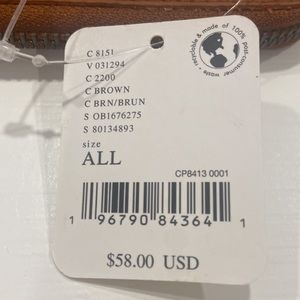 C 8151
V 031294
C 2200
C BROWN
C BRN/BRUN
S OB1676275
S 80134893
size
ALL
recyclable & made of 100% post-consumer waste
CP8413 0001
1 96790 84364 1
$58.00 USD